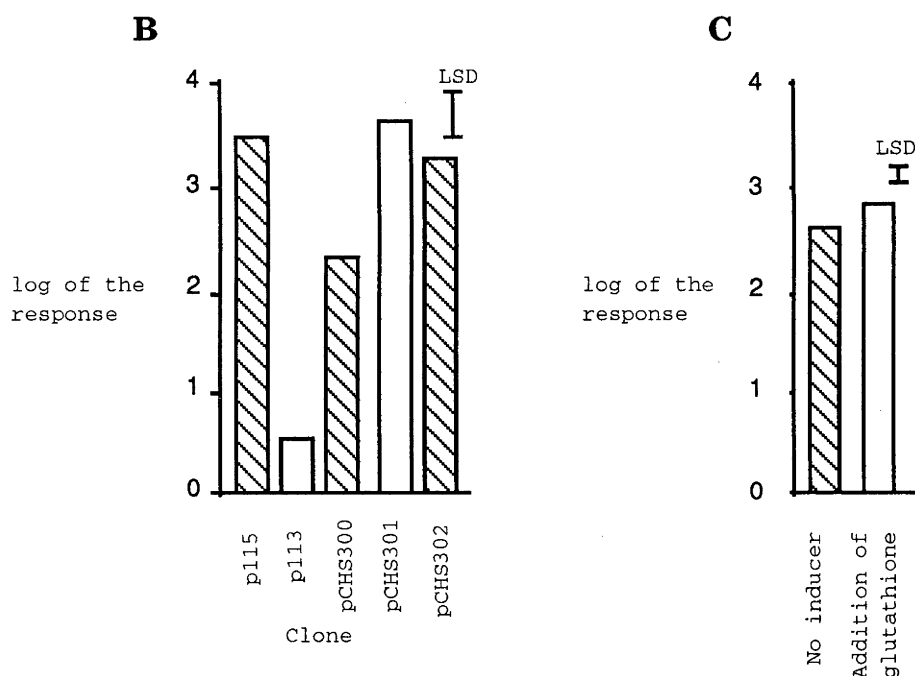 B
4
3
2
1
0
LSD
log of the
response
p115
p113
pCHS300
pCHS301
pCHS302
Clone
C
4
3
2
1
0
LSD
log of the
response
No inducer
Addition of
glutathione